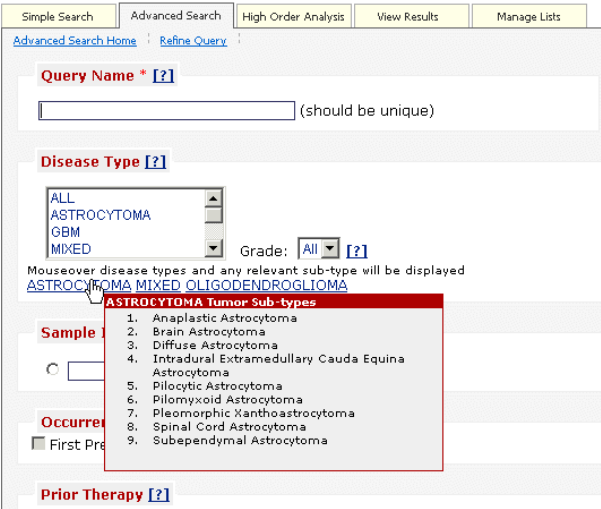 Simple Search Advanced Search High Order Analysis View Results Manage Lists
Advanced Search Home Refine Query
Query Name * [?]
(should be unique)
Disease Type [?]
ALL
ASTROCYTOMA
GBM
MIXED
Grade: All [?]
Mouseover disease types and any relevant sub-type will be displayed
ASTROCYTOMA MIXED OLIGODENDROGLIOMA
ASTROCYTOMA Tumor Sub-types
1. Anaplastic Astrocytoma
2. Brain Astrocytoma
3. Diffuse Astrocytoma
4. Intradural Extramedullary Cauda Equina
Astrocytoma
5. Pilocytic Astrocytoma
6. Pilomyxoid Astrocytoma
7. Pleomorphic Xanthoastrocytoma
8. Spinal Cord Astrocytoma
9. Subependymal Astrocytoma
Sample
Occurre
First Pre
Prior Therapy [?]